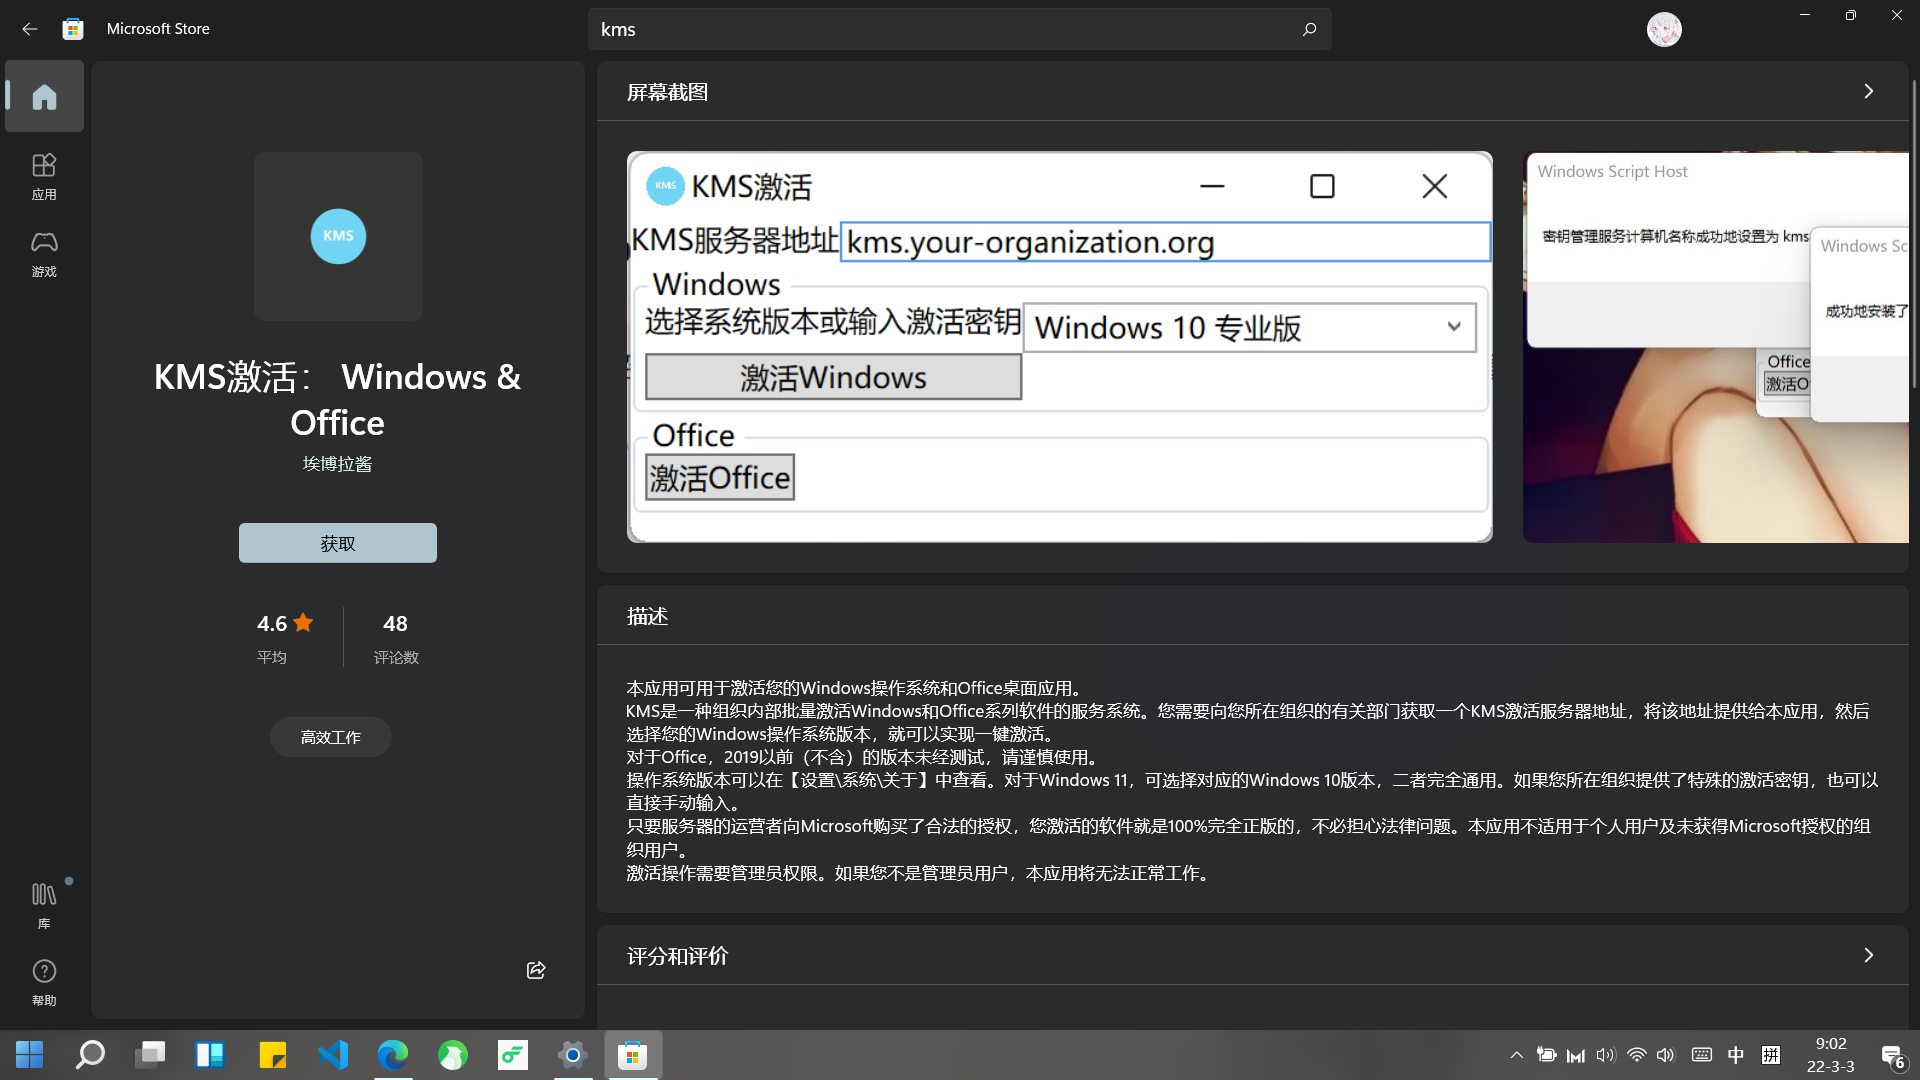 Microsoft Store
kms
应用
游戏
库
帮助
KMS
KMS激活： Windows &
Office
埃博拉酱
获取
4.6
平均
48
评论数
高效工作
屏幕截图
KMS
KMS激活
KMS服务器地址
kms.your-organization.org
Windows
选择系统版本或输入激活密钥
Windows 10 专业版
激活Windows
Office
激活Office
Windows Script Host
密钥管理服务计算机名称成功地设置为 kms
Windows Sc
成功地安装了
Office
激活O
描述
本应用可用于激活您的Windows操作系统和Office桌面应用。
KMS是一种组织内部批量激活Windows和Office系列软件的服务系统。您需要向您所在组织的有关部门获取一个KMS激活服务器地址，将该地址提供给本应用，然后
选择您的Windows操作系统版本，就可以实现一键激活。
对于Office，2019以前（不含）的版本未经测试，请谨慎使用。
操作系统版本可以在【设置\系统\关于】中查看。对于Windows 11，可选择对应的Windows 10版本，二者完全通用。如果您所在组织提供了特殊的激活密钥，也可以
直接手动输入。
只要服务器的运营者向Microsoft购买了合法的授权，您激活的软件就是100%完全正版的，不必担心法律问题。本应用不适用于个人用户及未获得Microsoft授权的组
织用户。
激活操作需要管理员权限。如果您不是管理员用户，本应用将无法正常工作。
评分和评价
中
拼
9:02
22-3-3
6